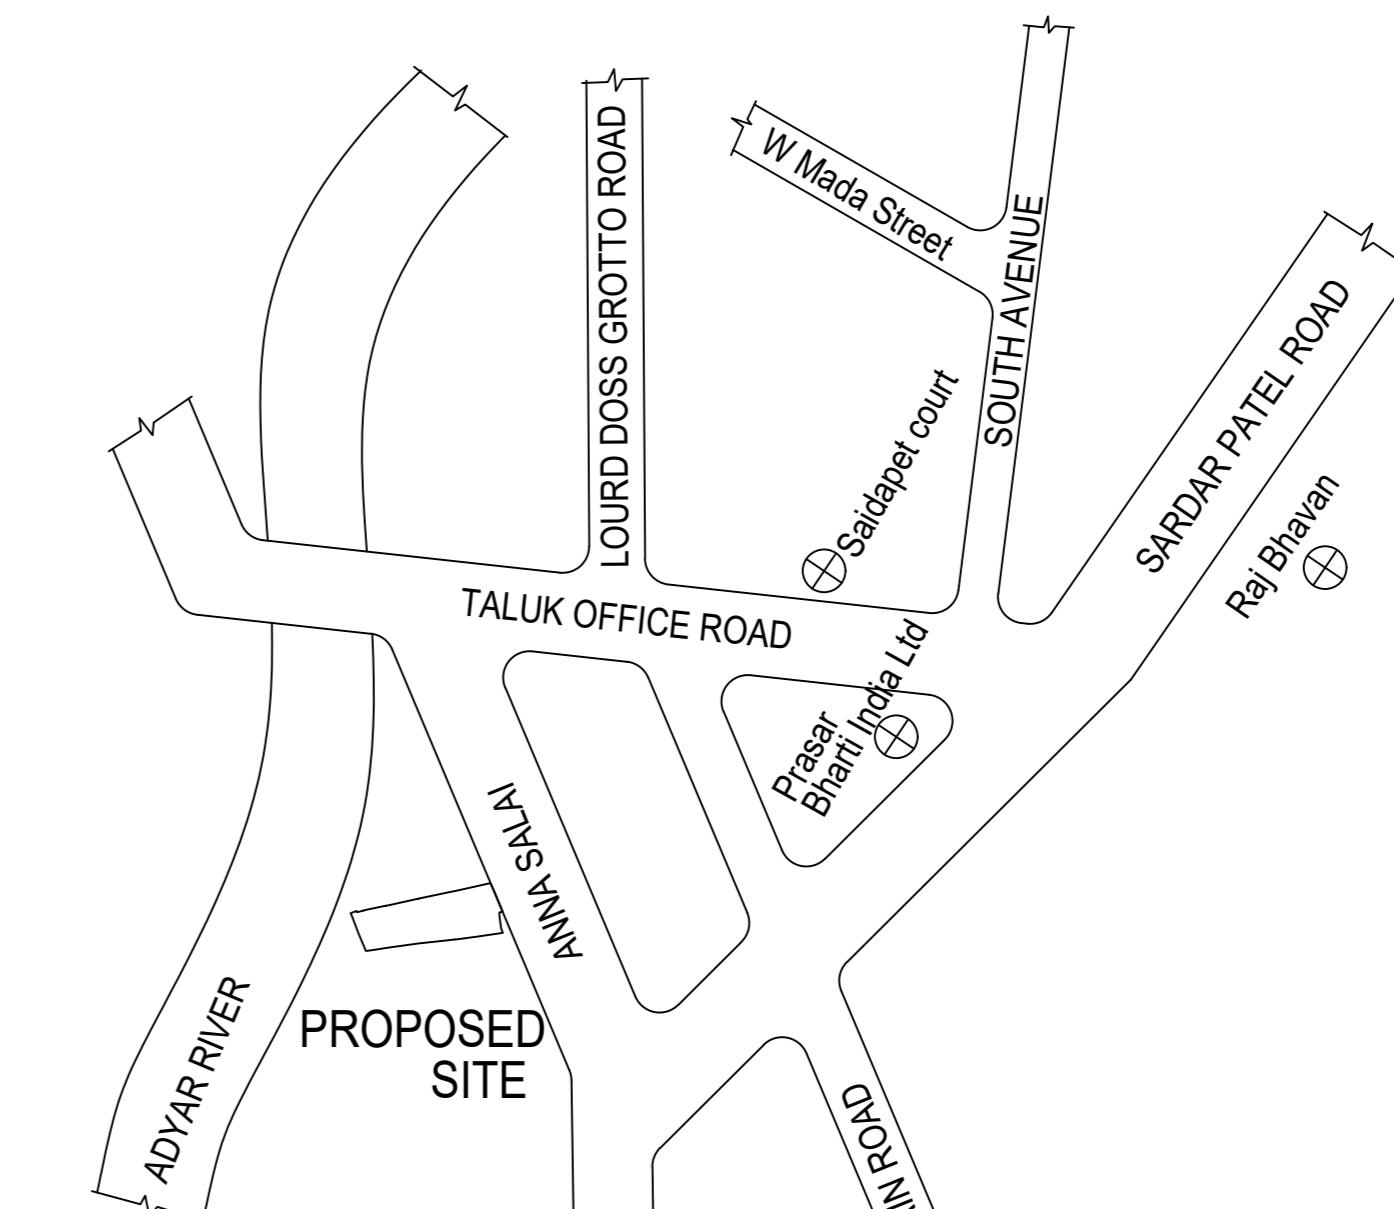 LOURD DOSS GROTTO ROAD
W Mada Street
SOUTH AVENUE
SARDAR PATEL ROAD
Saidapet court
Raj Bhavan
TALUK OFFICE ROAD
Prasar
Bharti India Ltd
ANNA SALAI
PROPOSED
SITE
ADYAR RIVER
ROAD